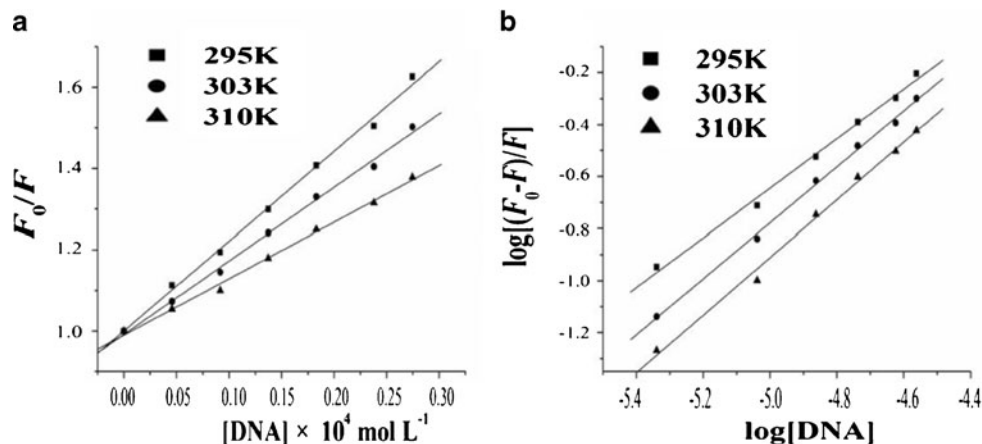 a
295K
303K
310K
1.6
1.4
1.2
1.0
F₀/F
0.00
0.05
0.10
0.15
0.20
0.25
0.30
[DNA] × 10⁴ mol L⁻¹
b
295K
303K
310K
-0.2
-0.4
-0.6
-0.8
-1.0
-1.2
log[(F₀-F)/F]
-5.4
-5.2
-5.0
-4.8
-4.6
-4.4
log[DNA]